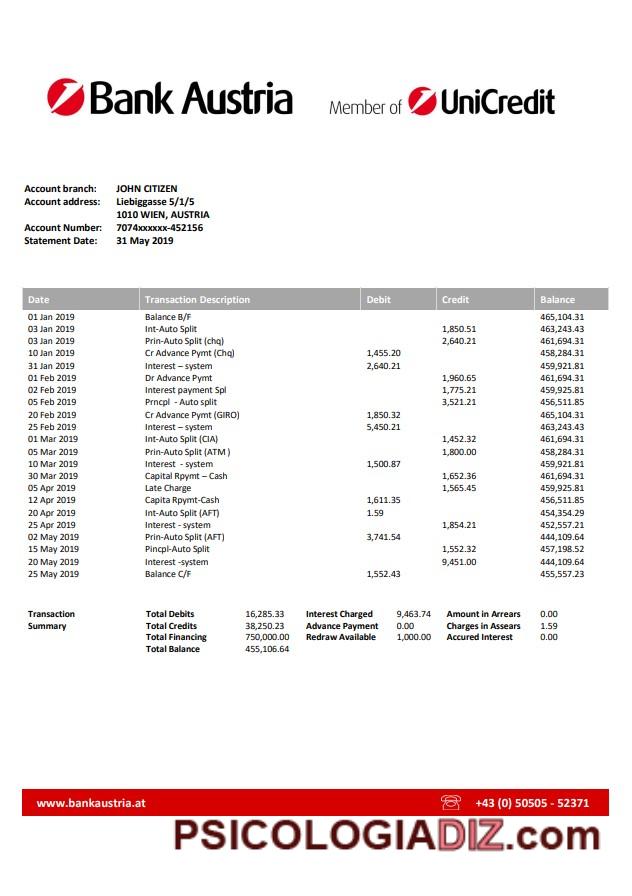 Bank Austria Member of UniCredit
Account branch: JOHN CITIZEN
Account address: Liebiggasse 5/1/5
1010 WIEN, AUSTRIA
Account Number: 7074xxxxxx-452156
Statement Date: 31 May 2019
Date Transaction Description Debit Credit Balance
01 Jan 2019 Balance B/F 465,104.31
03 Jan 2019 Int-Auto Split 1,850.51 463,243.43
03 Jan 2019 Prin-Auto Split (chq) 2,640.21 461,694.31
10 Jan 2019 Cr Advance Pymt (Chq) 1,455.20 458,284.31
31 Jan 2019 Interest – system 2,640.21 459,921.81
01 Feb 2019 Dr Advance Pymt 1,960.65 461,694.31
02 Feb 2019 Interest payment Spl 1,775.21 459,925.81
05 Feb 2019 Prncpl - Auto split 3,521.21 456,511.85
20 Feb 2019 Cr Advance Pymt (GIRO) 1,850.32 465,104.31
25 Feb 2019 Interest – system 5,450.21 463,243.43
01 Mar 2019 Int-Auto Split (CIA) 1,452.32 461,694.31
05 Mar 2019 Prin-Auto Split (ATM ) 1,800.00 458,284.31
10 Mar 2019 Interest - system 1,500.87 459,921.81
30 Mar 2019 Capital Rpymt – Cash 1,652.36 461,694.31
05 Apr 2019 Late Charge 1,565.45 459,925.81
12 Apr 2019 Capita Rpymt-Cash 1,611.35 456,511.85
20 Apr 2019 Int-Auto Split (AFT) 1.59 454,354.29
25 Apr 2019 Interest - system 1,854.21 452,557.21
02 May 2019 Prin-Auto Split (AFT) 3,741.54 444,109.64
15 May 2019 Pincpl-Auto Split 1,552.32 457,198.52
20 May 2019 Interest -system 9,451.00 444,109.64
25 May 2019 Balance C/F 1,552.43 455,557.23
Transaction Total Debits 16,285.33 Interest Charged 9,463.74 Amount in Arrears 0.00
Summary Total Credits 38,250.23 Advance Payment 0.00 Charges in Assears 1.59
Total Financing 750,000.00 Redraw Available 1,000.00 Accured Interest 0.00
Total Balance 455,106.64
www.bankaustria.at +43 (0) 50505 - 52371
PSICOLOGIADIZ.com